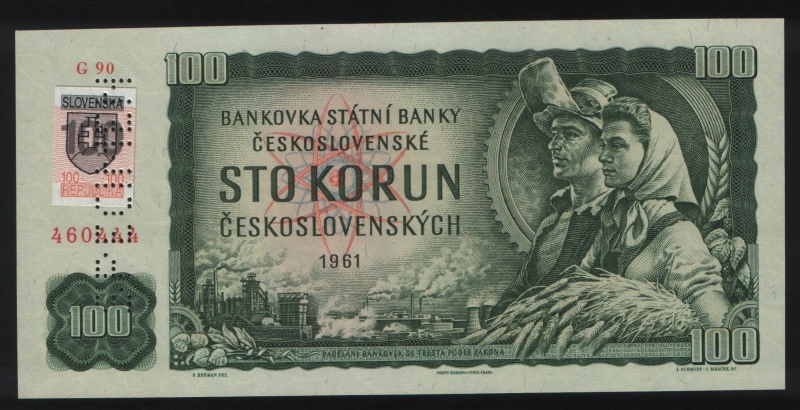 G 90
100
SLOVENSKÁ
100
100 100
REPUBLIKA
460444
100
BANKOVKA STÁTNÍ BANKY
ČESKOSLOVENSKÉ
STO KORUN
ČESKOSLOVENSKÝCH
1961
100
PADĚLÁNÍ BANKOVEK SE TRESTÁ PODLE ZÁKONA